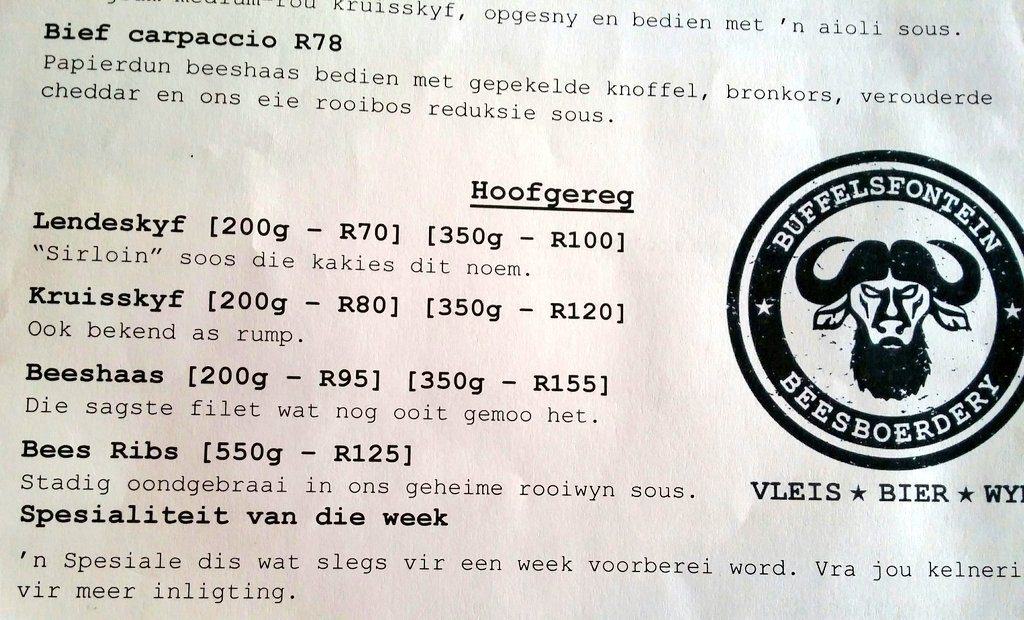 medium-rou kruisskyf, opgesny en bedien met 'n aioli sous.
Bief carpaccio R78
Papierdun beeshaas bedien met gepekelde knoffel, bronkors, verouderde
cheddar en ons eie rooibos reduksie sous.
Hoofgereg
Lendeskyf [200g – R70] [350g – R100]
“Sirloin” soos die kakies dit noem.
Kruisskyf [200g – R80] [350g – R120]
Ook bekend as rump.
Beeshaas [200g – R95] [350g – R155]
Die sagste filet wat nog ooit gemoo het.
Bees Ribs [550g – R125]
Stadig oondgebraai in ons geheime rooiwyn sous.
Spesialiteit van die week
'n Spesiale dis wat slegs vir een week voorberei word. Vra jou kelneri
vir meer inligting.
BUFFELSFONTEIN
BEESBOERDERY
VLEIS ★ BIER ★ WY